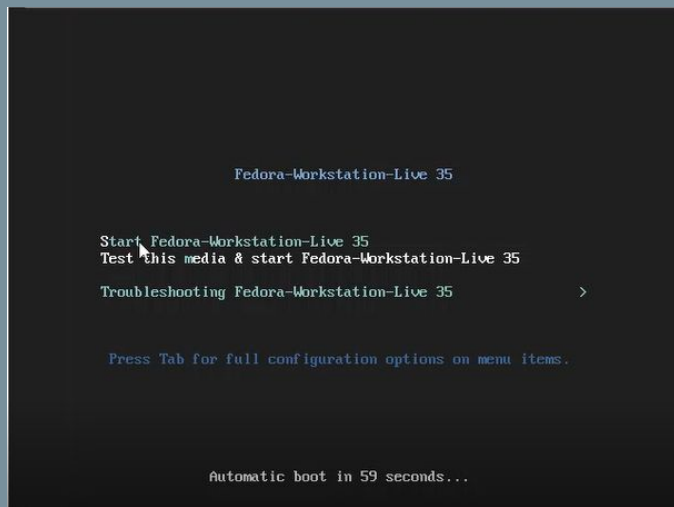 Fedora-Workstation-Live 35
Start Fedora-Workstation-Live 35
Test this media & start Fedora-Workstation-Live 35
Troubleshooting Fedora-Workstation-Live 35 >
Press Tab for full configuration options on menu items.
Automatic boot in 59 seconds...